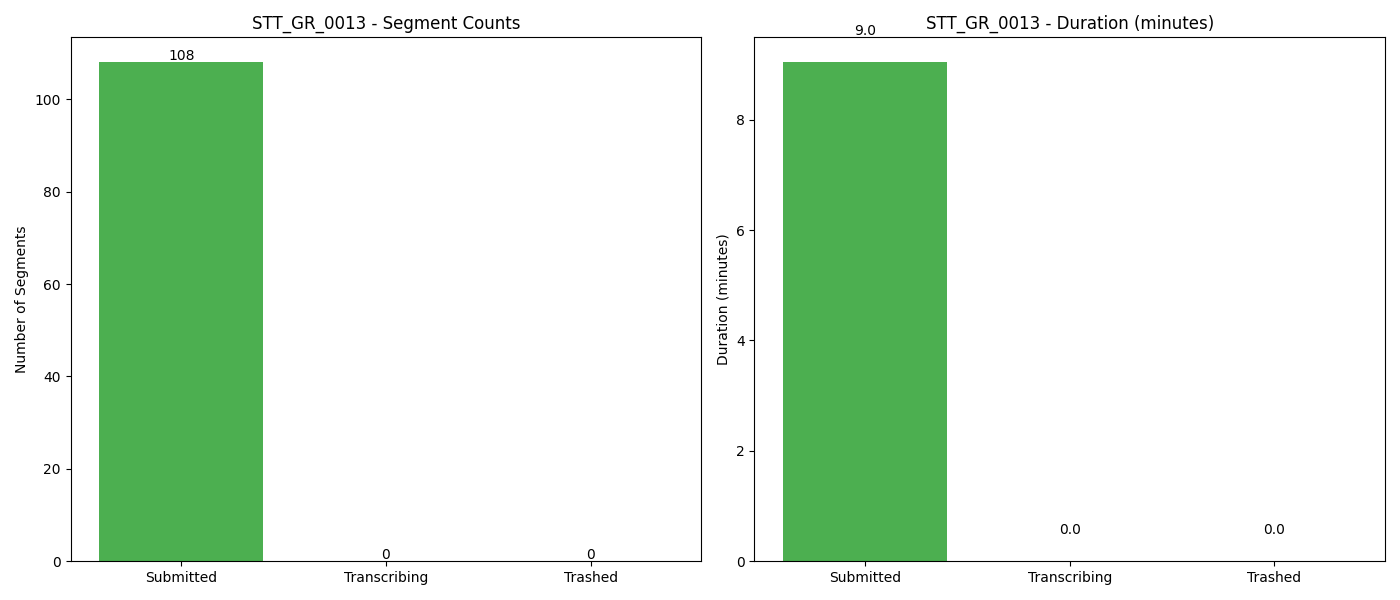 STT_GR_0013 - Segment Counts
108
100
80
60
40
20
0
Number of Segments
0
0
Submitted
Transcribing
Trashed
STT_GR_0013 - Duration (minutes)
9.0
8
6
4
2
0
Duration (minutes)
0.0
0.0
Submitted
Transcribing
Trashed